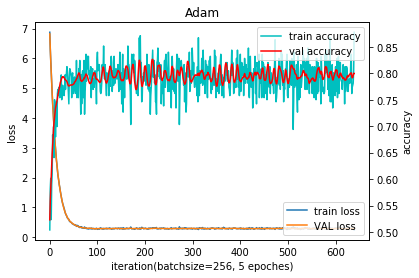 Adam
train accuracy
val accuracy
7
6
5
4
3
2
1
0
loss
0.85
0.80
0.75
0.70
0.65
0.60
0.55
0.50
accuracy
train loss
VAL loss
0 100 200 300 400 500 600
iteration(batchsize=256, 5 epoches)